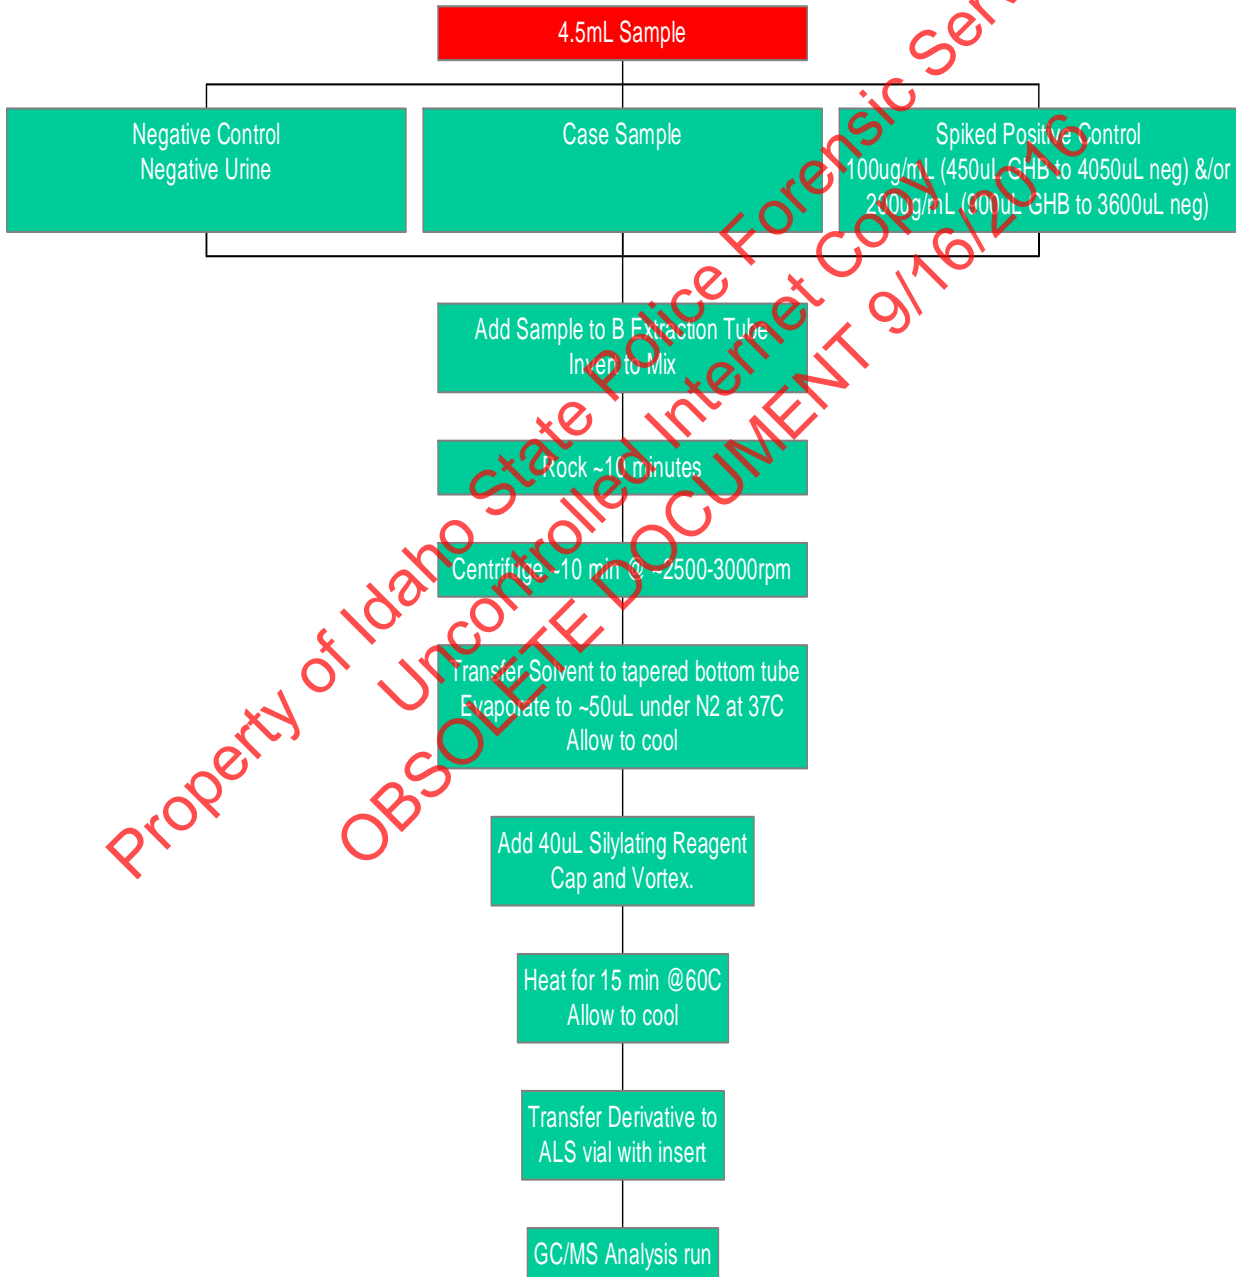 4.5mL Sample
Negative Control
Negative Urine
Case Sample
Spiked Positive Control
100ug/mL (450uL GHB to 4050uL neg) &/or
200ug/mL (900uL GHB to 3600uL neg)
Add Sample to B Extraction Tube
Invert to Mix
Rock ~10 minutes
Centrifuge ~10 min @ ~2500-3000rpm
Transfer Solvent to tapered bottom tube
Evaporate to ~50uL under N2 at 37C
Allow to cool
Add 40uL Silylating Reagent
Cap and Vortex.
Heat for 15 min @60C
Allow to cool
Transfer Derivative to
ALS vial with insert
GC/MS Analysis run
Property of Idaho State Police Forensic
Uncontrolled Internet Copy
OBSOLETE DOCUMENT 9/16/2016